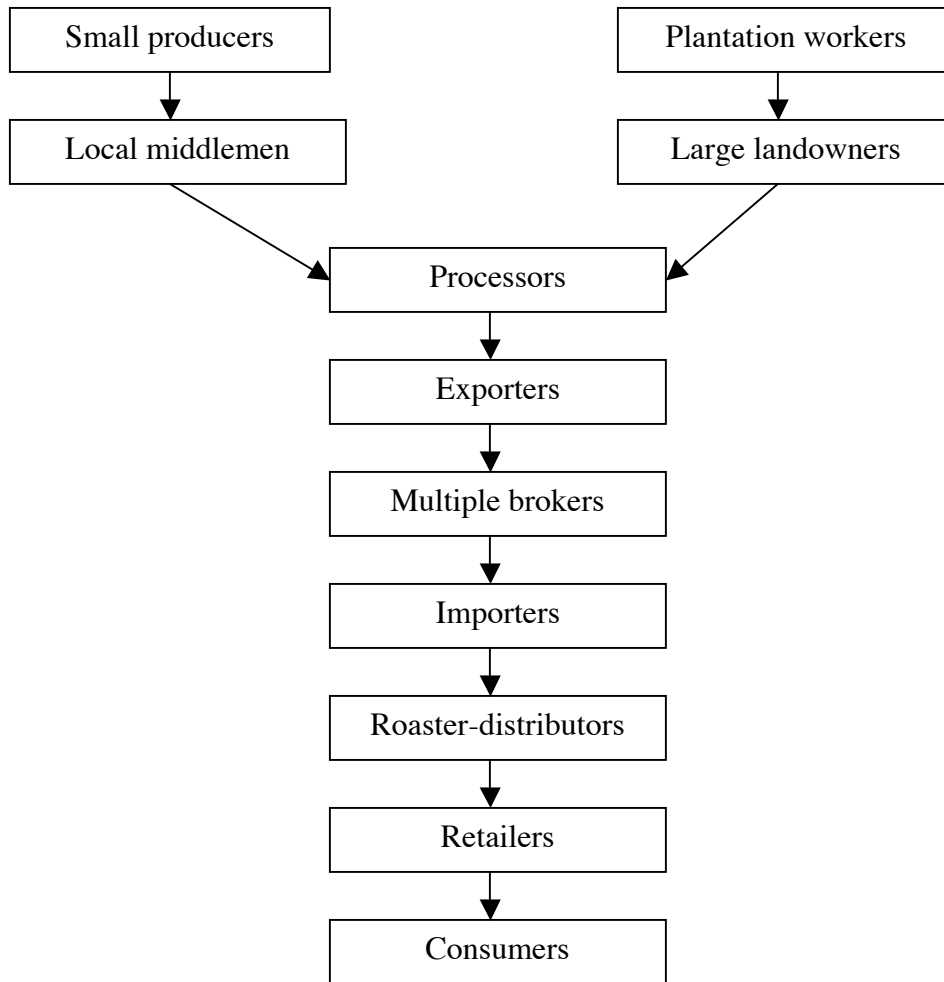 Small producers
Plantation workers
Local middlemen
Large landowners
Processors
Exporters
Multiple brokers
Importers
Roaster-distributors
Retailers
Consumers